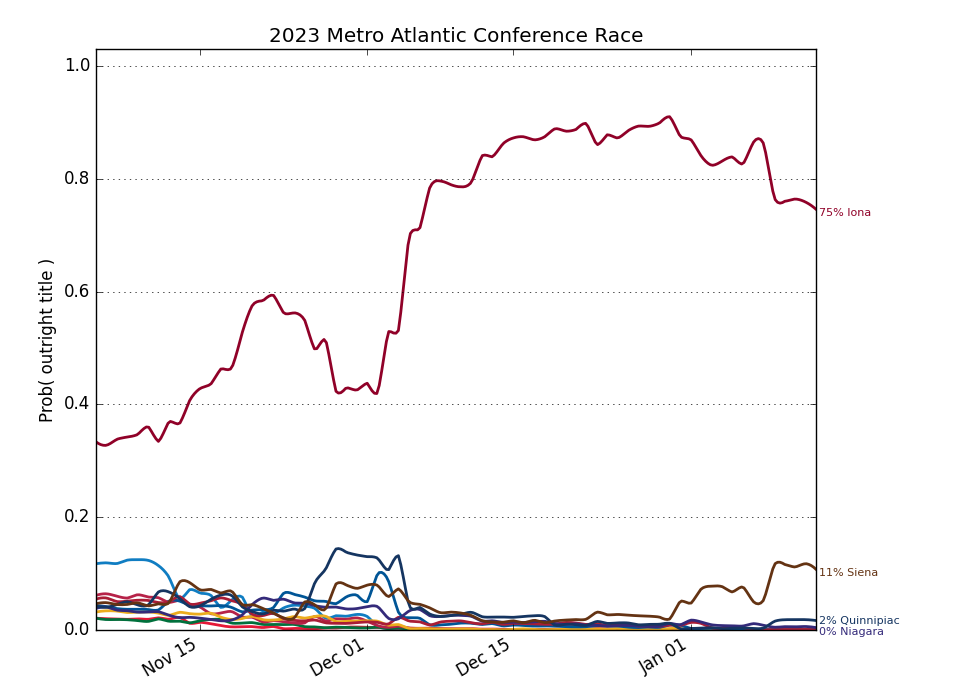 2023 Metro Atlantic Conference Race
Prob( outright title )
1.0
0.8
0.6
0.4
0.2
0.0
Nov 15
Dec 01
Dec 15
Jan 01
75% Iona
11% Siena
2% Quinnipiac
0% Niagara